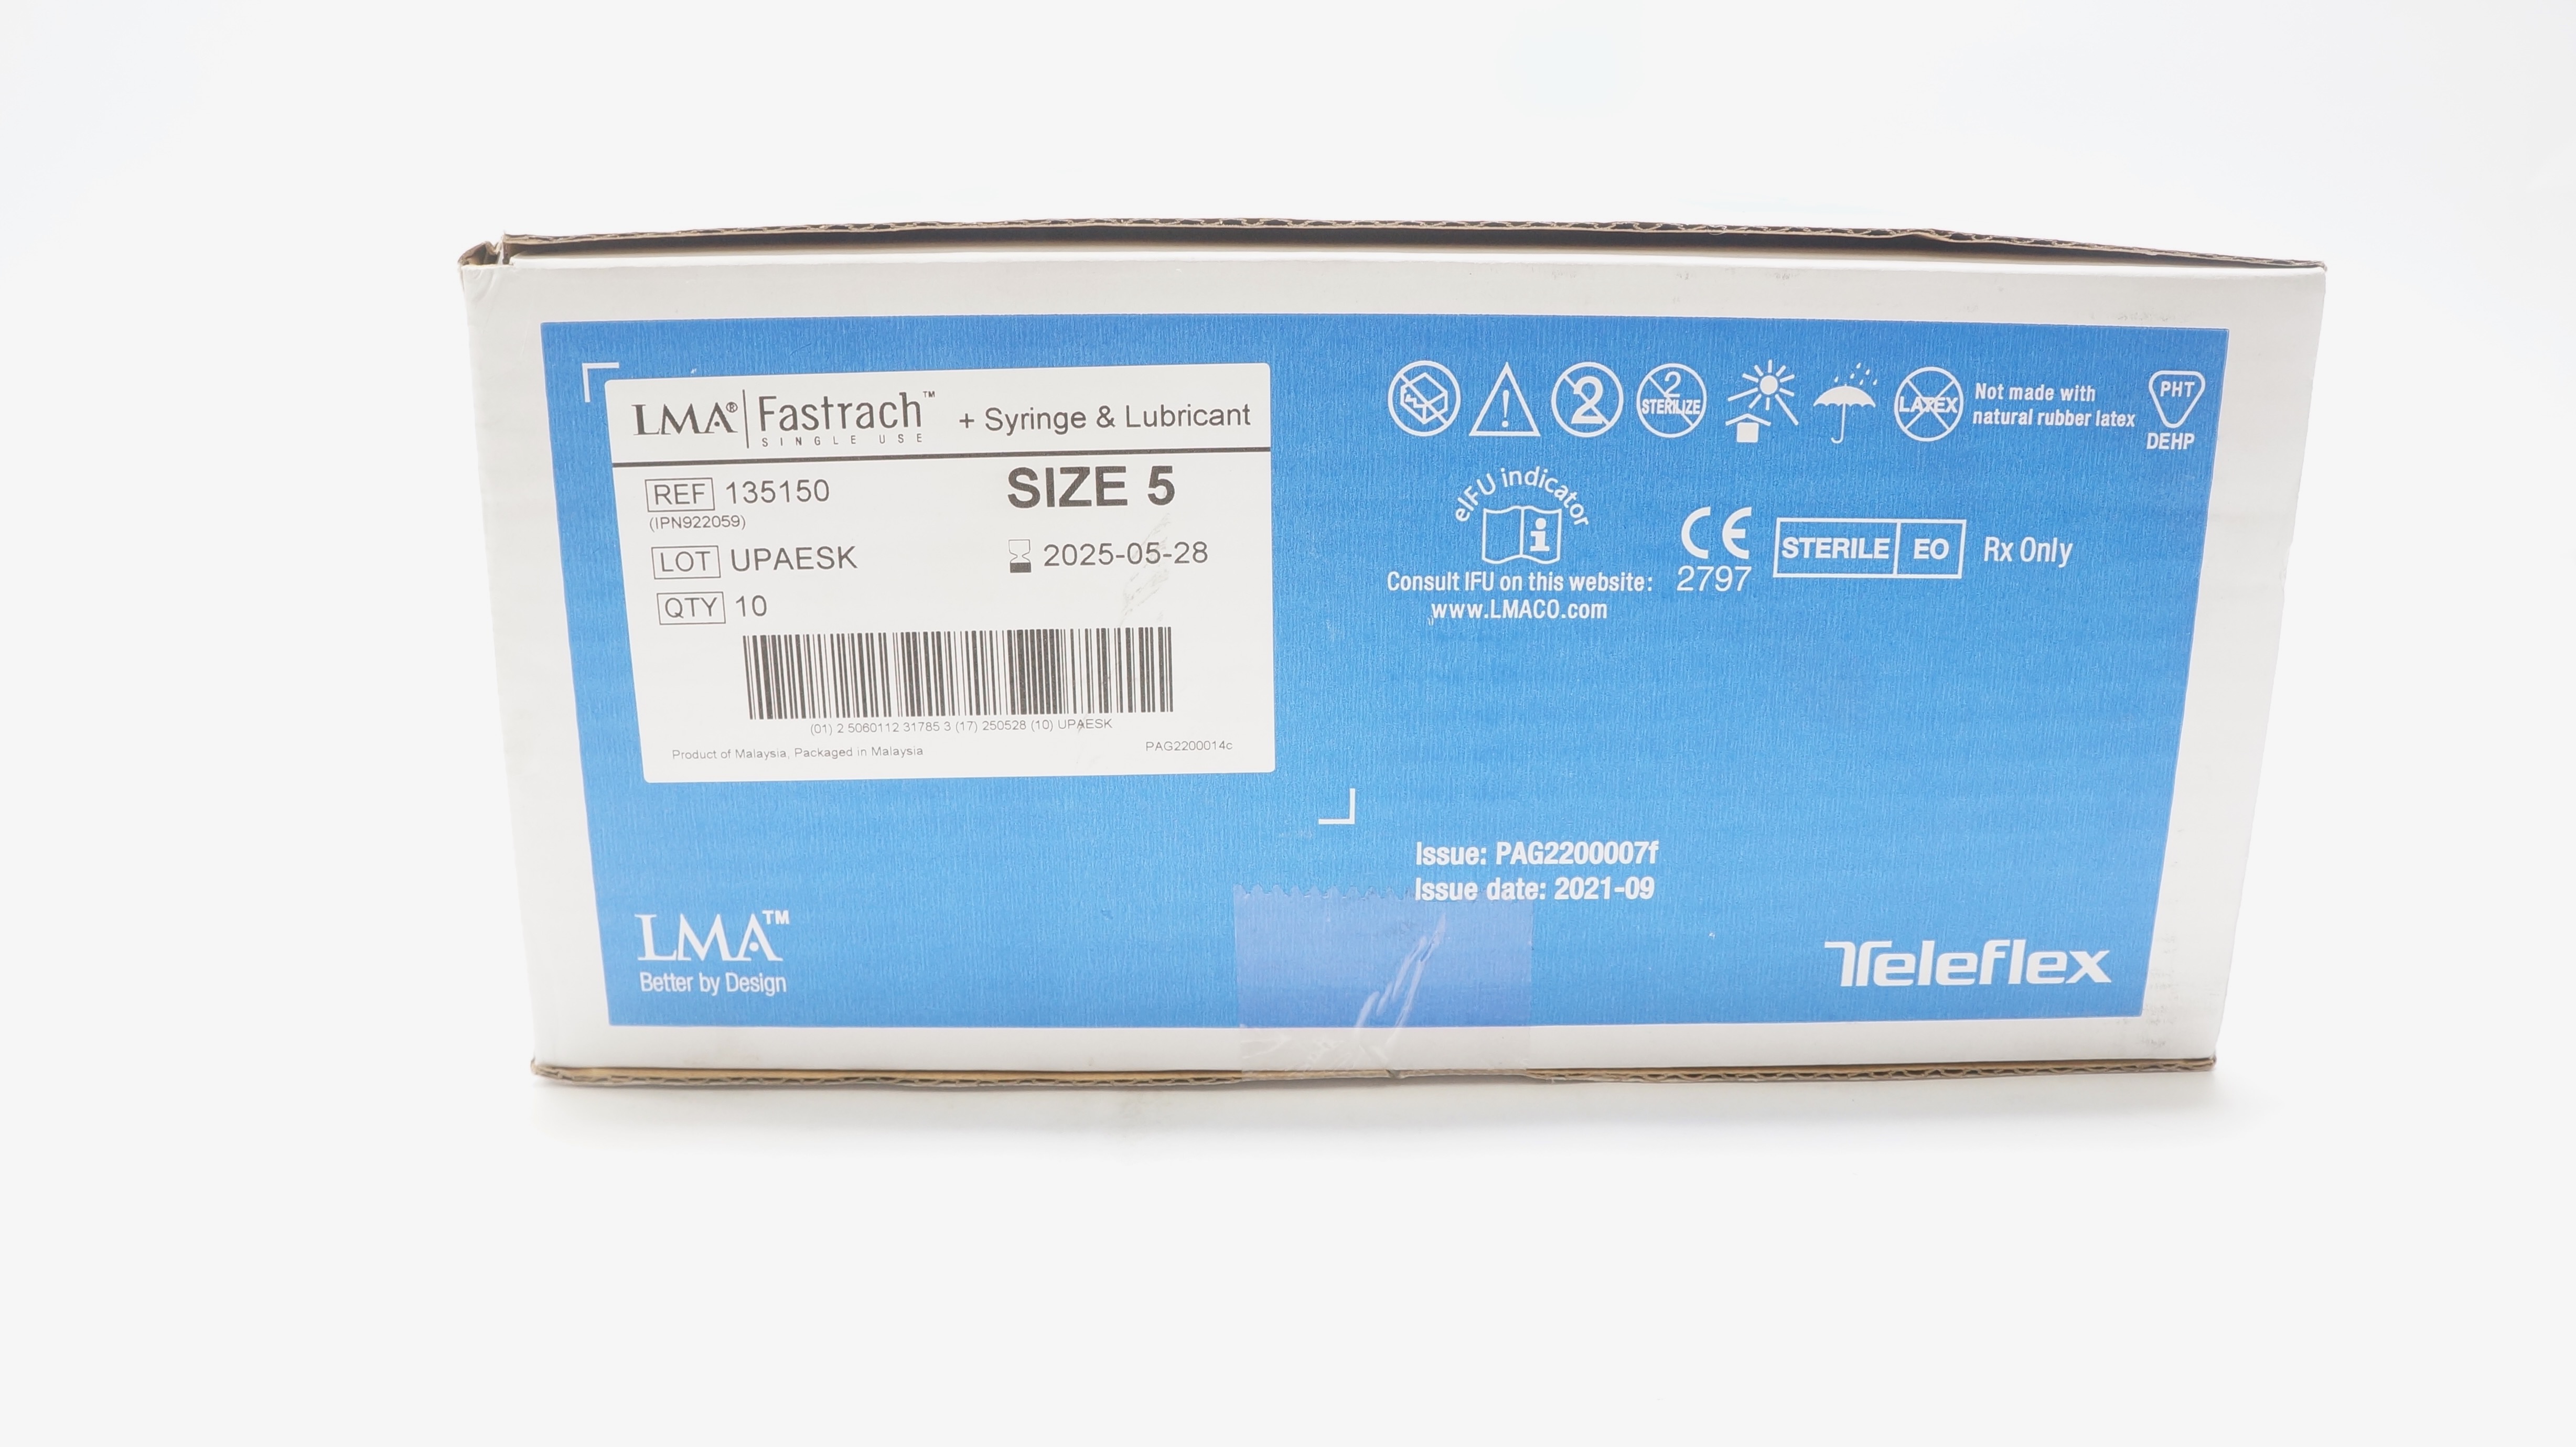 LMA® Fastrach™ + Syringe & Lubricant
SINGLE USE
REF 135150
(IPN922059)
SIZE 5
LOT UPAESK
2025-05-28
QTY 10
(01) 2 5060112 31785 3 (17) 250528 (10) UPAESK
Product of Malaysia, Packaged in Malaysia
PAG2200014c
2
2
STERILIZE
LATEX
Not made with
natural rubber latex
PHT
DEHP
eIFU indicator
Consult IFU on this website:
www.LMACO.com
CE
2797
STERILE EO
Rx Only
Issue: PAG2200007f
Issue date: 2021-09
LMA™
Better by Design
Teleflex